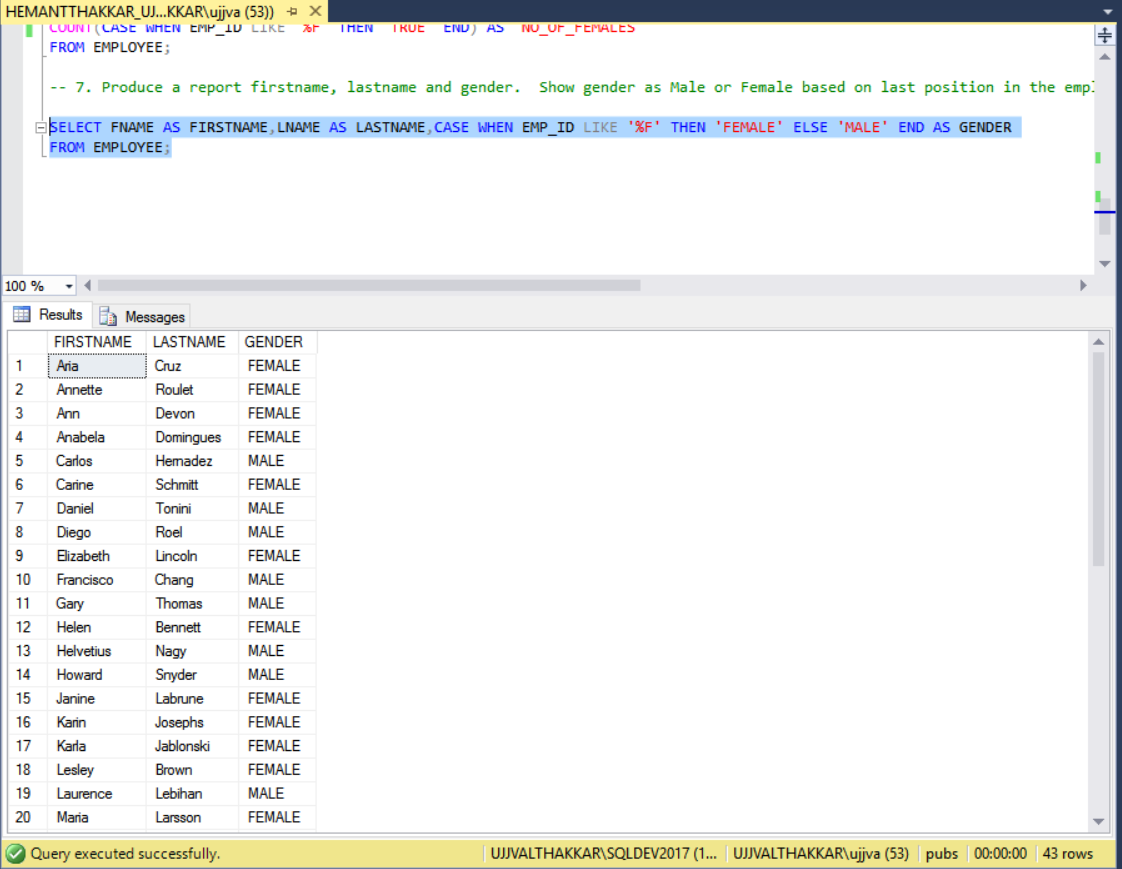 HEMANTTHAKKAR_UJ...KKAR\ujjva (53))
COUNT(CASE WHEN EMP_ID LIKE '%F' THEN 'TRUE' END) AS 'NO_OF_FEMALES'
FROM EMPLOYEE;
-- 7. Produce a report firstname, lastname and gender.  Show gender as Male or Female based on last position in the empl
SELECT FNAME AS FIRSTNAME,LNAME AS LASTNAME,CASE WHEN EMP_ID LIKE '%F' THEN 'FEMALE' ELSE 'MALE' END AS GENDER
FROM EMPLOYEE;
100 %
Results Messages
FIRSTNAME LASTNAME GENDER
1 Aria Cruz FEMALE
2 Annette Roulet FEMALE
3 Ann Devon FEMALE
4 Anabela Domingues FEMALE
5 Carlos Hernadez MALE
6 Carine Schmitt FEMALE
7 Daniel Tonini MALE
8 Diego Roel MALE
9 Elizabeth Lincoln FEMALE
10 Francisco Chang MALE
11 Gary Thomas MALE
12 Helen Bennett FEMALE
13 Helvetius Nagy MALE
14 Howard Snyder MALE
15 Janine Labrune FEMALE
16 Karin Josephs FEMALE
17 Karla Jablonski FEMALE
18 Lesley Brown FEMALE
19 Laurence Lebihan MALE
20 Maria Larsson FEMALE
Query executed successfully. UJJVALTHAKKAR\SQLDEV2017 (1... UJJVALTHAKKAR\ujjva (53) pubs 00:00:00 43 rows